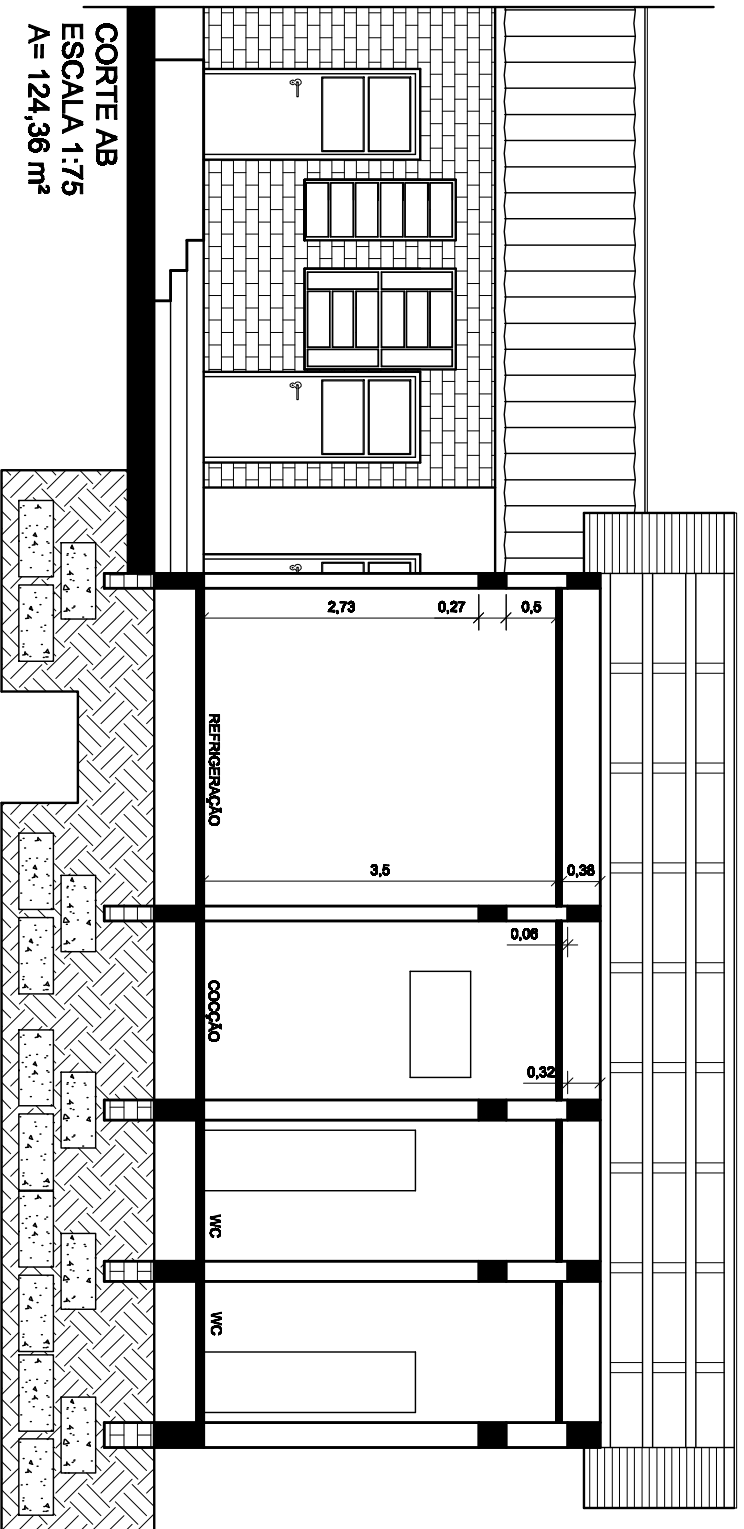 CORTE AB
ESCALA 1:75
A= 124,36 m²
2,73
0,27
0,5
REFRIGERAÇÃO
3,5
0,38
0,06
COCÇÃO
0,32
WC
WC